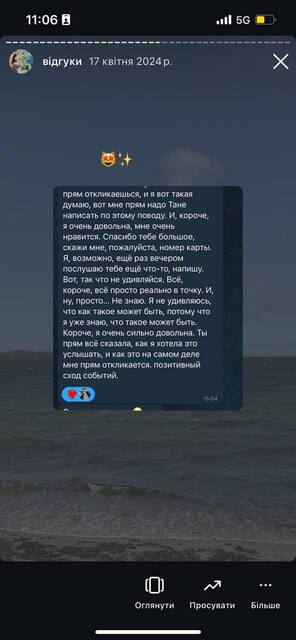 11:06
5G
відгуки 17 квітня 2024 р.
прям откликаешься, и я вот такая
думаю, вот мне прям надо Тане
написать по этому поводу. И, короче,
я очень довольна, мне очень
нравится. Спасибо тебе большое,
скажи мне, пожалуйста, номер карты.
Я, возможно, ещё раз вечером
послушаю тебе ещё что-то, напишу.
Вот, так что не удивляйся. Всё,
короче, всё просто реально в точку. И,
ну, просто... Не знаю. Я не удивляюсь,
что как такое может быть, потому что
я уже знаю, что такое может быть.
Короче, я очень сильно довольна. Ты
прям всё сказала, как я хотела это
услышать, и как это на самом деле
мне прям откликается. позитивный
сход событий.
15:04
Оглянути
Просувати
Більше